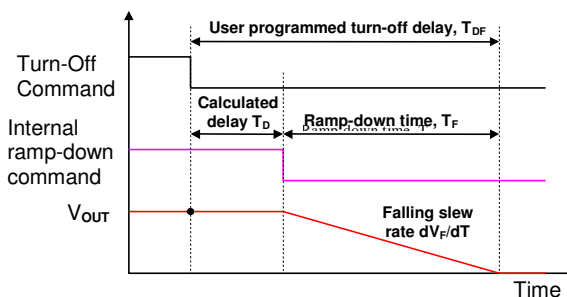 User programmed turn-off delay, TDF
Turn-Off
Command
Calculated
delay TD
Ramp-down time, TF
Internal
ramp-down
command
VOUT
Falling slew
rate dVF/dT
Time